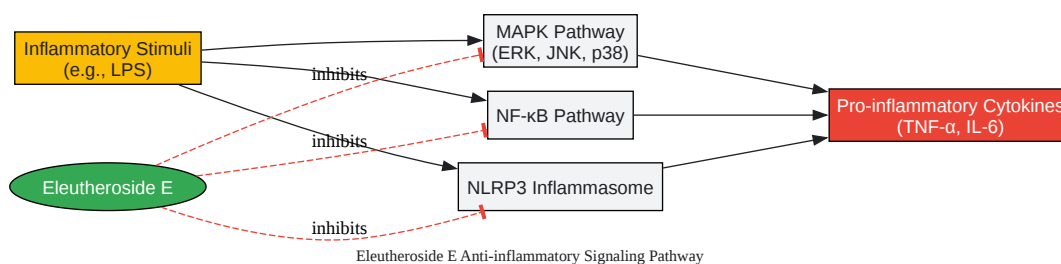 Inflammatory Stimuli
(e.g., LPS)
MAPK Pathway
(ERK, JNK, p38)
inhibits
NF-κB Pathway
Pro-inflammatory Cytokines
(TNF-α, IL-6)
inhibits
Eleutheroside E
NLRP3 Inflammasome
inhibits
Eleutheroside E Anti-inflammatory Signaling Pathway